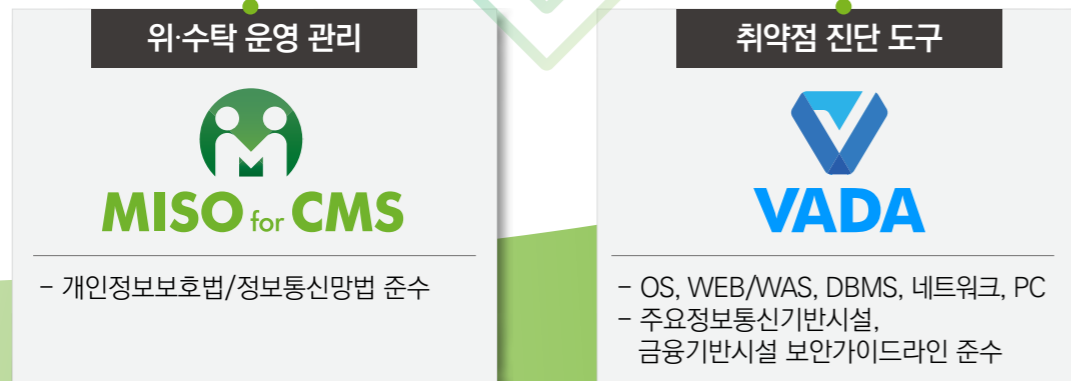 위·수탁 운영 관리
MISO for CMS
- 개인정보보호법/정보통신망법 준수
취약점 진단 도구
VADA
- OS, WEB/WAS, DBMS, 네트워크, PC
- 주요정보통신기반시설,
금융기반시설 보안가이드라인 준수